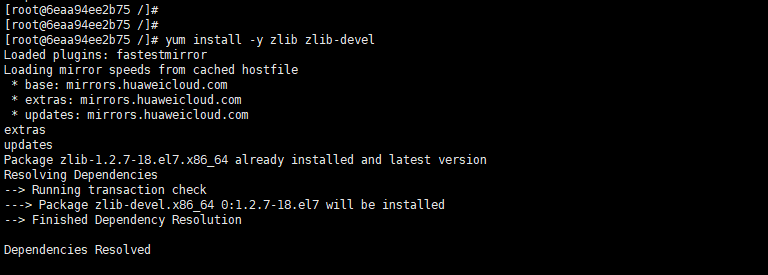 [root@6eaa94ee2b75 /]#
[root@6eaa94ee2b75 /]#
[root@6eaa94ee2b75 /]# yum install -y zlib zlib-devel
Loaded plugins: fastestmirror
Loading mirror speeds from cached hostfile
 * base: mirrors.huaweicloud.com
 * extras: mirrors.huaweicloud.com
 * updates: mirrors.huaweicloud.com
extras
updates
Package zlib-1.2.7-18.el7.x86_64 already installed and latest version
Resolving Dependencies
--> Running transaction check
---> Package zlib-devel.x86_64 0:1.2.7-18.el7 will be installed
--> Finished Dependency Resolution

Dependencies Resolved